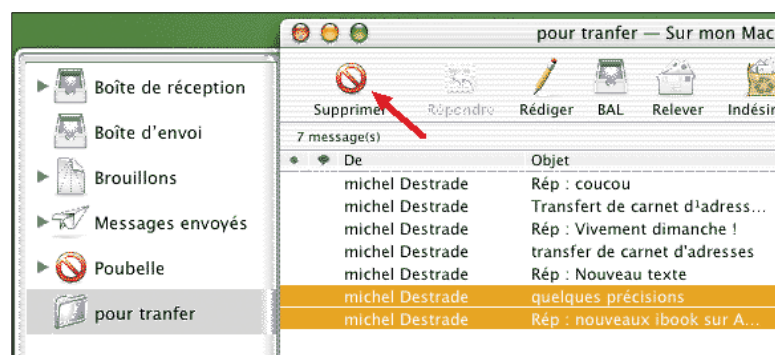 pour tranfer — Sur mon Mac
Supprimer Répondre Rédiger BAL Relever Indésir
7 message(s)
De Objet
michel Destrade Rép : coucou
michel Destrade Transfert de carnet d¹adress...
michel Destrade Rép : Vivement dimanche !
michel Destrade transfer de carnet d'adresses
michel Destrade Rép : Nouveau texte
michel Destrade quelques précisions
michel Destrade Rép : nouveaux ibook sur A...
Boîte de réception
Boîte d'envoi
Brouillons
Messages envoyés
Poubelle
pour tranfer